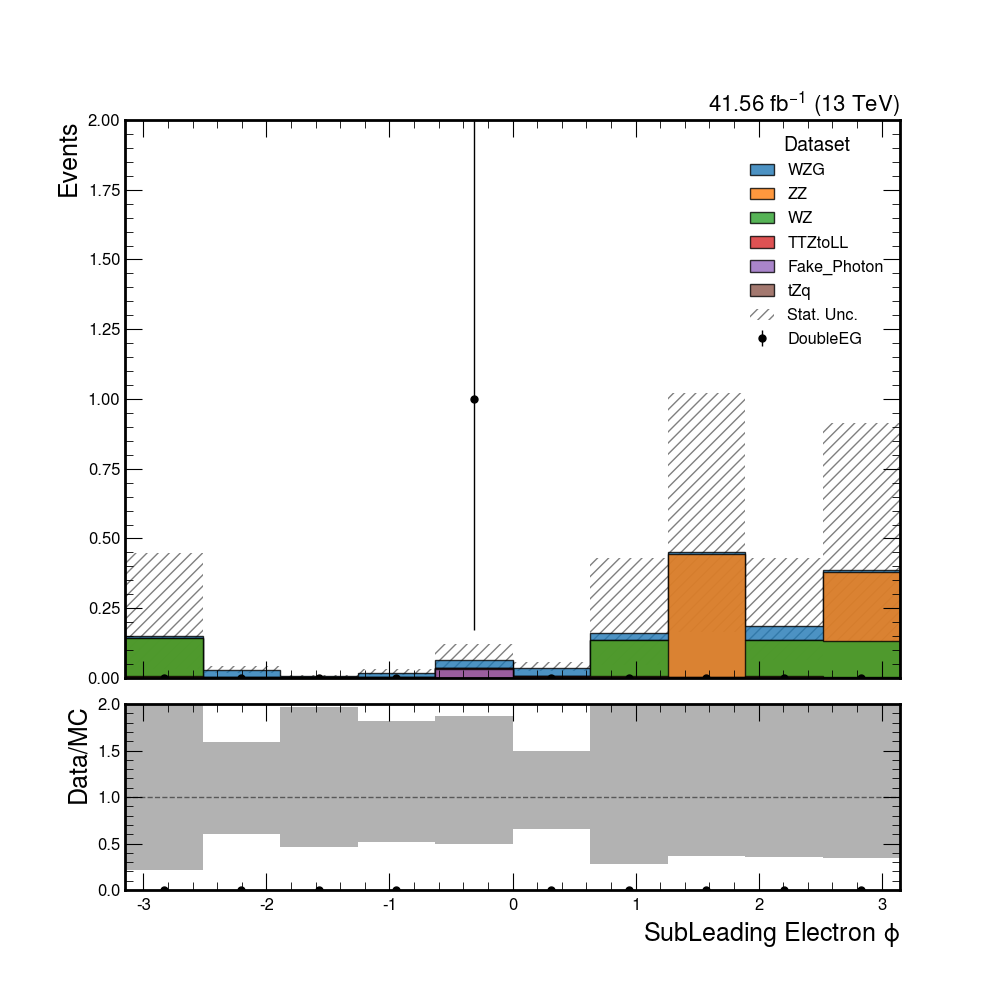 41.56 fb⁻¹ (13 TeV)
Events
2.00
1.75
1.50
1.25
1.00
0.75
0.50
0.25
0.00
Dataset
WZG
ZZ
WZ
TTZtoLL
Fake_Photon
tZq
Stat. Unc.
DoubleEG
Data/MC
2.0
1.5
1.0
0.5
0.0
-3 -2 -1 0 1 2 3
SubLeading Electron ϕ